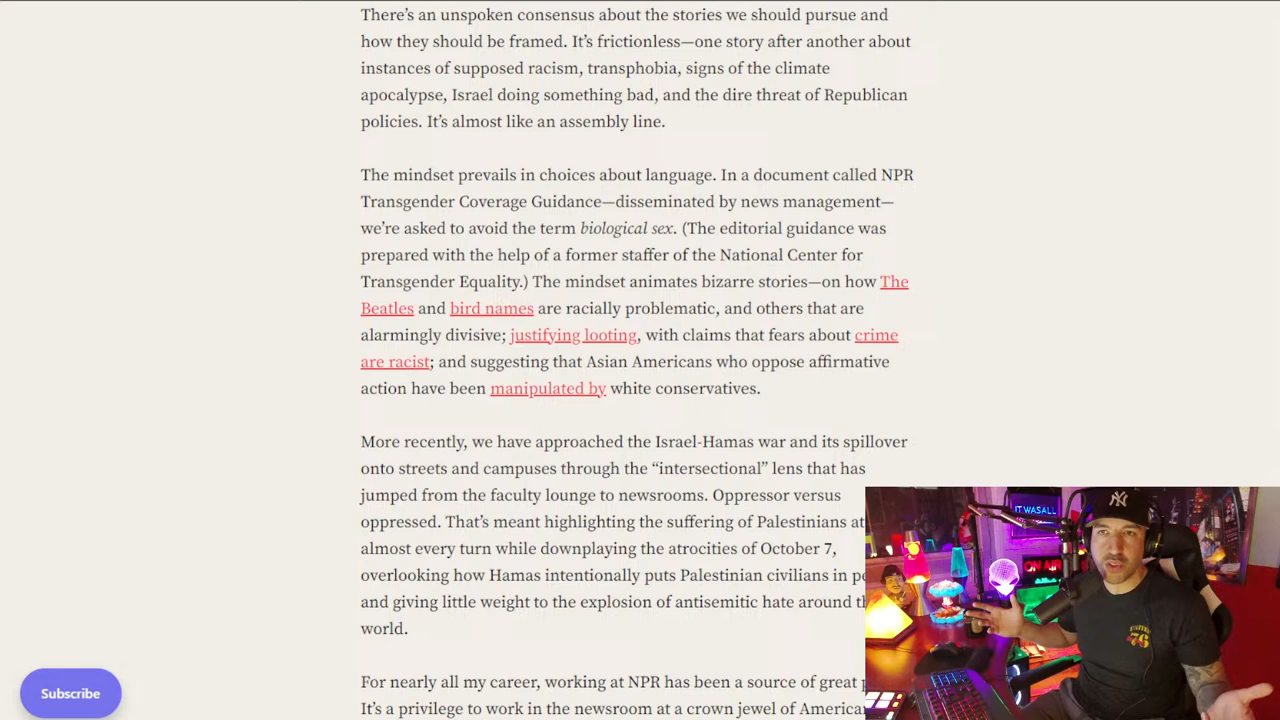 There’s an unspoken consensus about the stories we should pursue and
how they should be framed. It’s frictionless—one story after another about
instances of supposed racism, transphobia, signs of the climate
apocalypse, Israel doing something bad, and the dire threat of Republican
policies. It’s almost like an assembly line.
The mindset prevails in choices about language. In a document called NPR
Transgender Coverage Guidance—disseminated by news management—
we’re asked to avoid the term biological sex. (The editorial guidance was
prepared with the help of a former staffer of the National Center for
Transgender Equality.) The mindset animates bizarre stories—on how The
Beatles and bird names are racially problematic, and others that are
alarmingly divisive; justifying looting, with claims that fears about crime
are racist; and suggesting that Asian Americans who oppose affirmative
action have been manipulated by white conservatives.
More recently, we have approached the Israel-Hamas war and its spillover
onto streets and campuses through the “intersectional” lens that has
jumped from the faculty lounge to newsrooms. Oppressor versus
oppressed. That’s meant highlighting the suffering of Palestinians at
almost every turn while downplaying the atrocities of October 7,
overlooking how Hamas intentionally puts Palestinian civilians in
and giving little weight to the explosion of antisemitic hate around
world.
For nearly all my career, working at NPR has been a source of great
It’s a privilege to work in the newsroom at a crown jewel of American
Subscribe
IT WAS ALL
ON AIR
NY
76